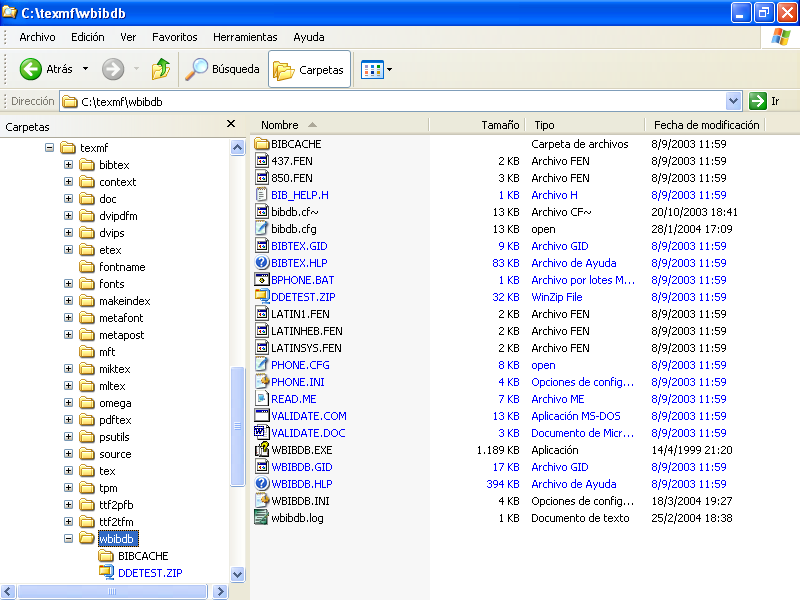 C:\texmf\wbibdb
Archivo Edición Ver Favoritos Herramientas Ayuda
Atrás Búsqueda Carpetas
Dirección C:\texmf\wbibdb Ir
Carpetas
texmf
bibtex
context
doc
dvipdfm
dvips
etex
fontname
fonts
makeindex
metafont
metapost
mft
miktex
mltex
omega
pdftex
psutils
source
tex
tpm
ttf2pfb
ttf2tfm
wbibdb
BIBCACHE
DDETEST.ZIP
Nombre Tamaño Tipo Fecha de modificación
BIBCACHE Carpeta de archivos 8/9/2003 11:59
437.FEN 2 KB Archivo FEN 8/9/2003 11:59
850.FEN 3 KB Archivo FEN 8/9/2003 11:59
BIB_HELP.H 1 KB Archivo H 8/9/2003 11:59
bibdb.cf~ 13 KB Archivo CF~ 20/10/2003 18:41
bibdb.cfg 13 KB open 28/1/2004 17:09
BIBTEX.GID 9 KB Archivo GID 8/9/2003 11:59
BIBTEX.HLP 83 KB Archivo de Ayuda 8/9/2003 11:59
BPHONE.BAT 1 KB Archivo por lotes M... 8/9/2003 11:59
DDETEST.ZIP 32 KB WinZip File 8/9/2003 11:59
LATIN1.FEN 2 KB Archivo FEN 8/9/2003 11:59
LATINHEB.FEN 2 KB Archivo FEN 8/9/2003 11:59
LATINSYS.FEN 2 KB Archivo FEN 8/9/2003 11:59
PHONE.CFG 8 KB open 8/9/2003 11:59
PHONE.INI 4 KB Opciones de config... 8/9/2003 11:59
READ.ME 7 KB Archivo ME 8/9/2003 11:59
VALIDATE.COM 13 KB Aplicación MS-DOS 8/9/2003 11:59
VALIDATE.DOC 3 KB Documento de Micr... 8/9/2003 11:59
WBIBDB.EXE 1.189 KB Aplicación 14/4/1999 21:20
WBIBDB.GID 17 KB Archivo GID 8/9/2003 11:59
WBIBDB.HLP 394 KB Archivo de Ayuda 8/9/2003 11:59
WBIBDB.INI 4 KB Opciones de config... 18/3/2004 19:27
wbibdb.log 1 KB Documento de texto 25/2/2004 18:38